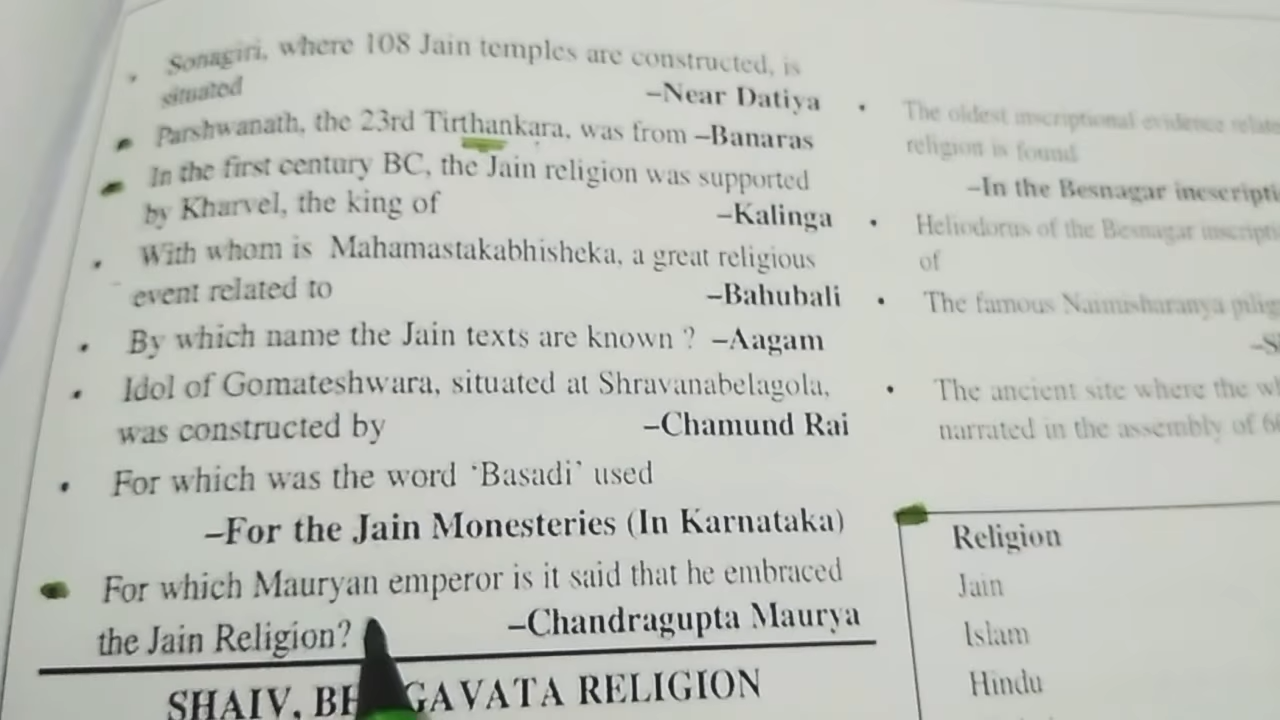 Sonagiri, where 108 Jain temples are constructed, is
situated –Near Datiya
Parshwanath, the 23rd Tirthankara, was from –Banaras
In the first century BC, the Jain religion was supported
by Kharvel, the king of –Kalinga
With whom is Mahamastakabhisheka, a great religious
event related to –Bahubali
By which name the Jain texts are known ? –Aagam
Idol of Gomateshwara, situated at Shravanabelagola,
was constructed by –Chamund Rai
For which was the word ‘Basadi’ used
–For the Jain Monesteries (In Karnataka)
For which Mauryan emperor is it said that he embraced
the Jain Religion? –Chandragupta Maurya
SHAIV, RELIGION
The oldest inscriptional evidence
religion is found
–In the Besnagar
Heliodorus of the Besnagar
of
The famous Naimisharanya
The ancient site where the
narrated in the assembly of
Religion
Jain
Islam
Hindu